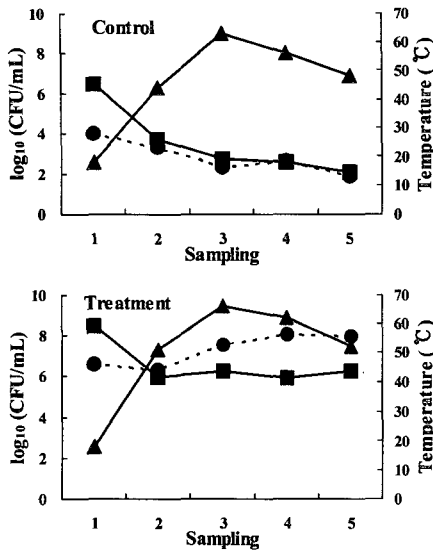 Control
log10 (CFU/mL)
10
8
6
4
2
0
70
60
50
40
30
20
10
0
Temperature (℃)
1 2 3 4 5
Sampling
Treatment
log10 (CFU/mL)
10
8
6
4
2
0
70
60
50
40
30
20
10
0
Temperature (℃)
1 2 3 4 5
Sampling